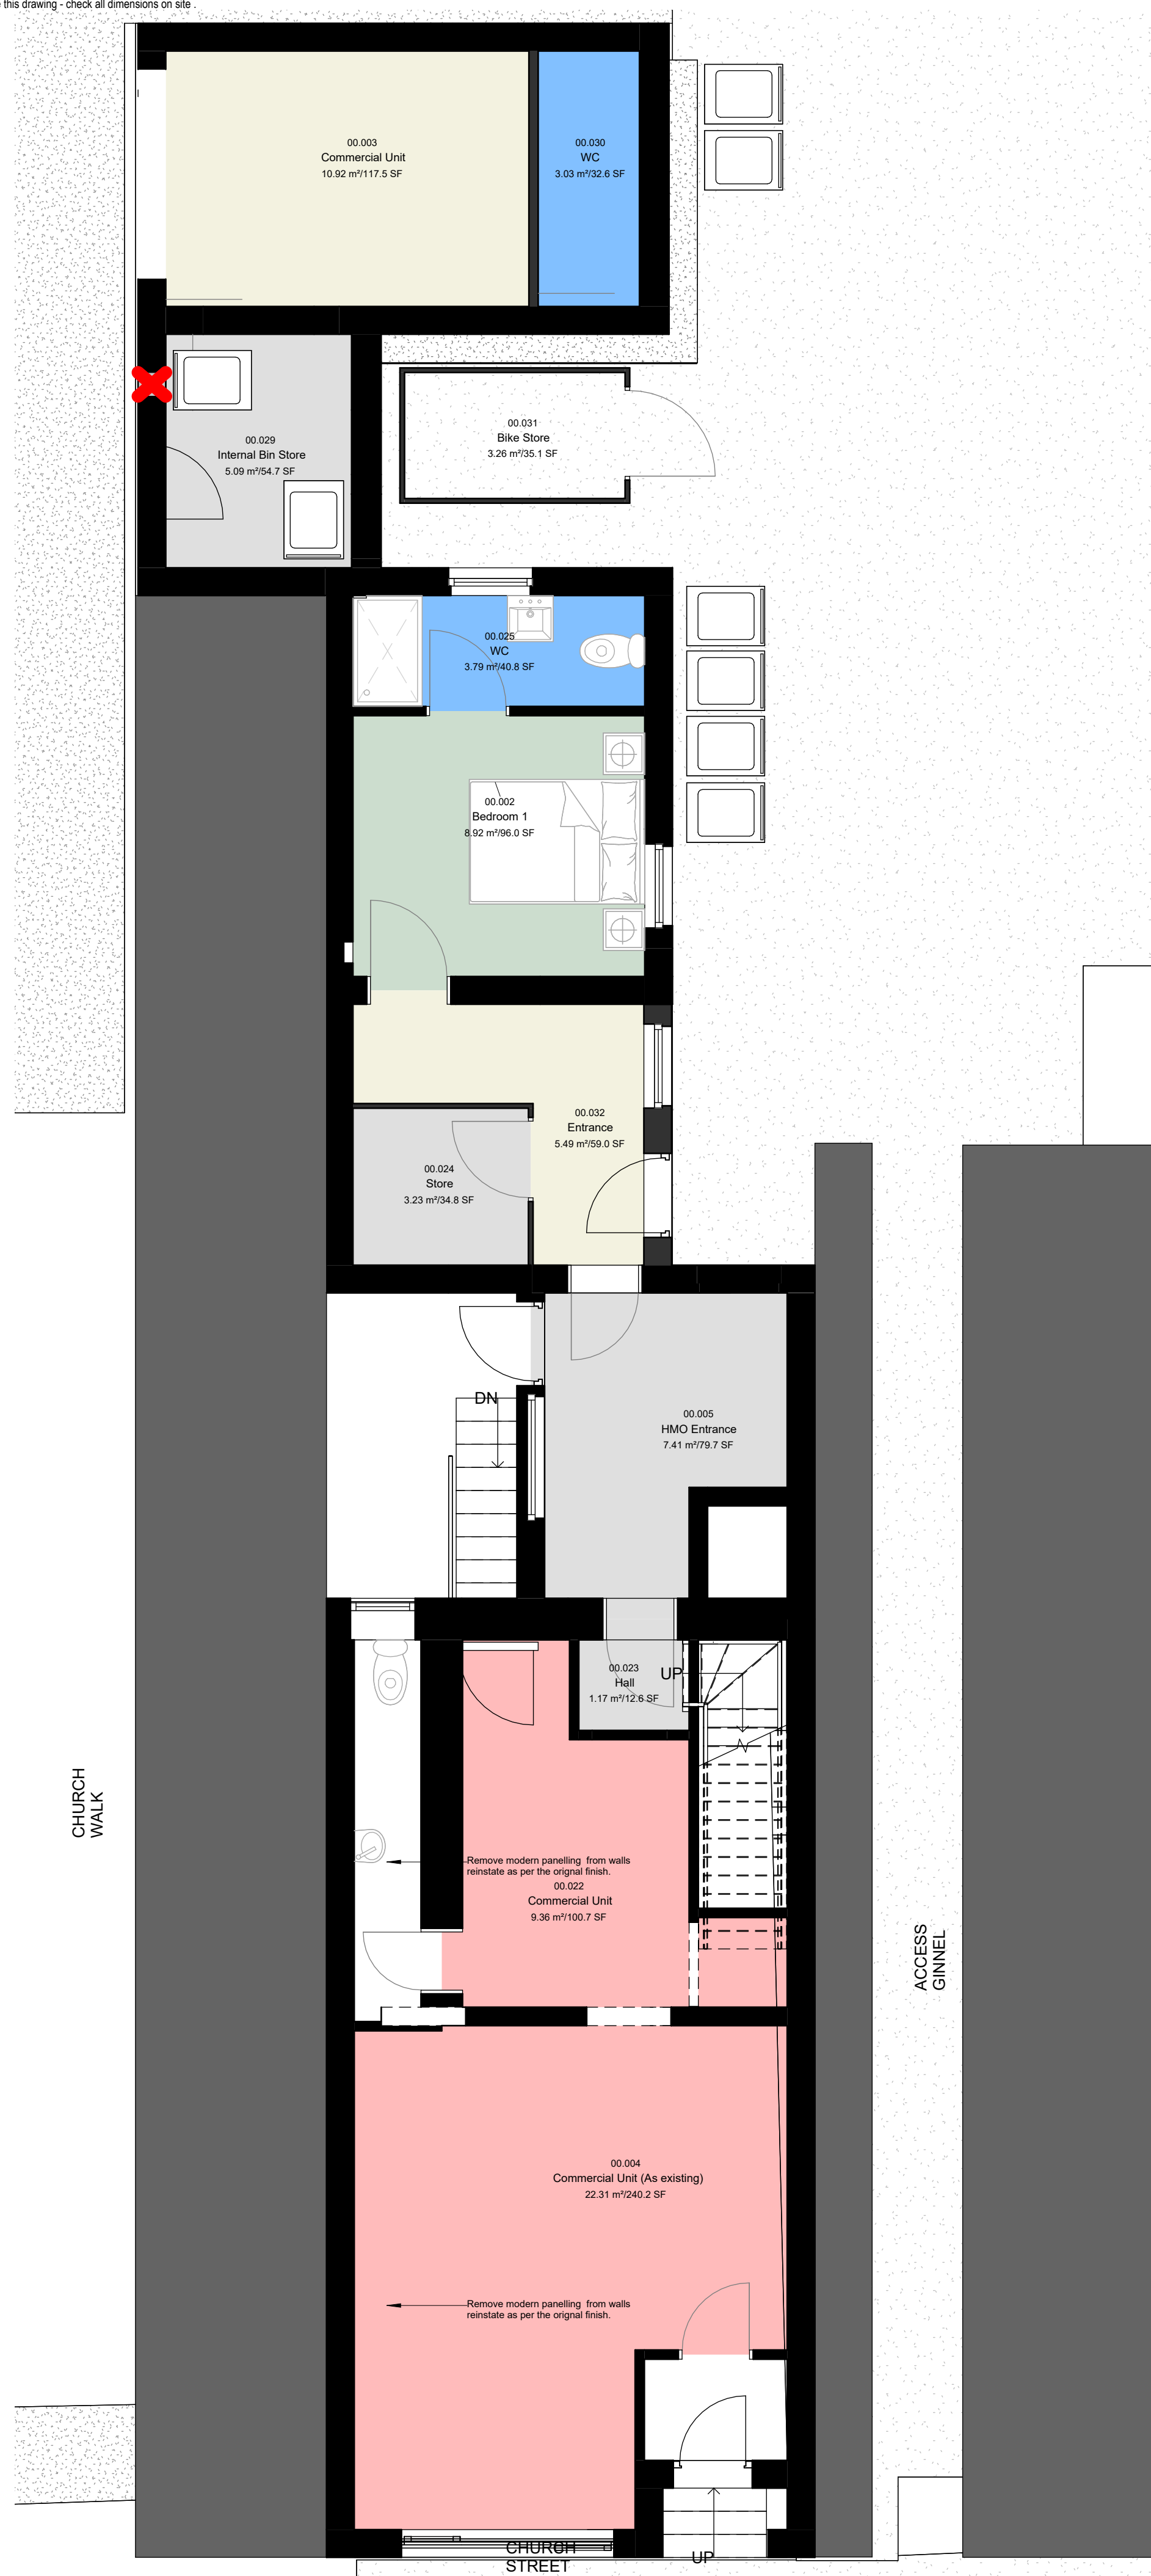 this drawing - check all dimensions on site .
00.003
Commercial Unit
10.92 m²/117.5 SF
00.030
WC
3.03 m²/32.6 SF
00.031
Bike Store
3.26 m²/35.1 SF
00.029
Internal Bin Store
5.09 m²/54.7 SF
00.025
WC
3.79 m²/40.8 SF
00.002
Bedroom 1
8.92 m²/96.0 SF
00.032
Entrance
5.49 m²/59.0 SF
00.024
Store
3.23 m²/34.8 SF
DN
00.005
HMO Entrance
7.41 m²/79.7 SF
00.023
Hall
1.17 m²/12.6 SF
UP
CHURCH
WALK
Remove modern panelling from walls
reinstate as per the orignal finish.
00.022
Commercial Unit
9.36 m²/100.7 SF
ACCESS
GINNEL
00.004
Commercial Unit (As existing)
22.31 m²/240.2 SF
Remove modern panelling from walls
reinstate as per the orignal finish.
CHURCH
STREET
UP